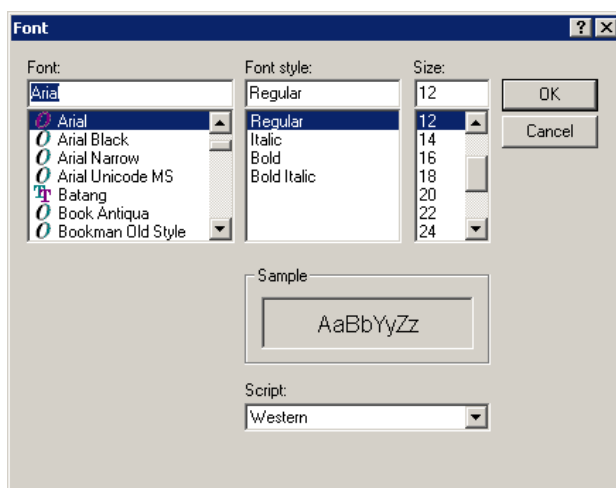 Font
Font:
Font style:
Size:
Arial
Regular
12
OK
Cancel
Arial
Arial Black
Arial Narrow
Arial Unicode MS
Batang
Book Antiqua
Bookman Old Style
Regular
Italic
Bold
Bold Italic
12
14
16
18
20
22
24
Sample
AaBbYyZz
Script:
Western